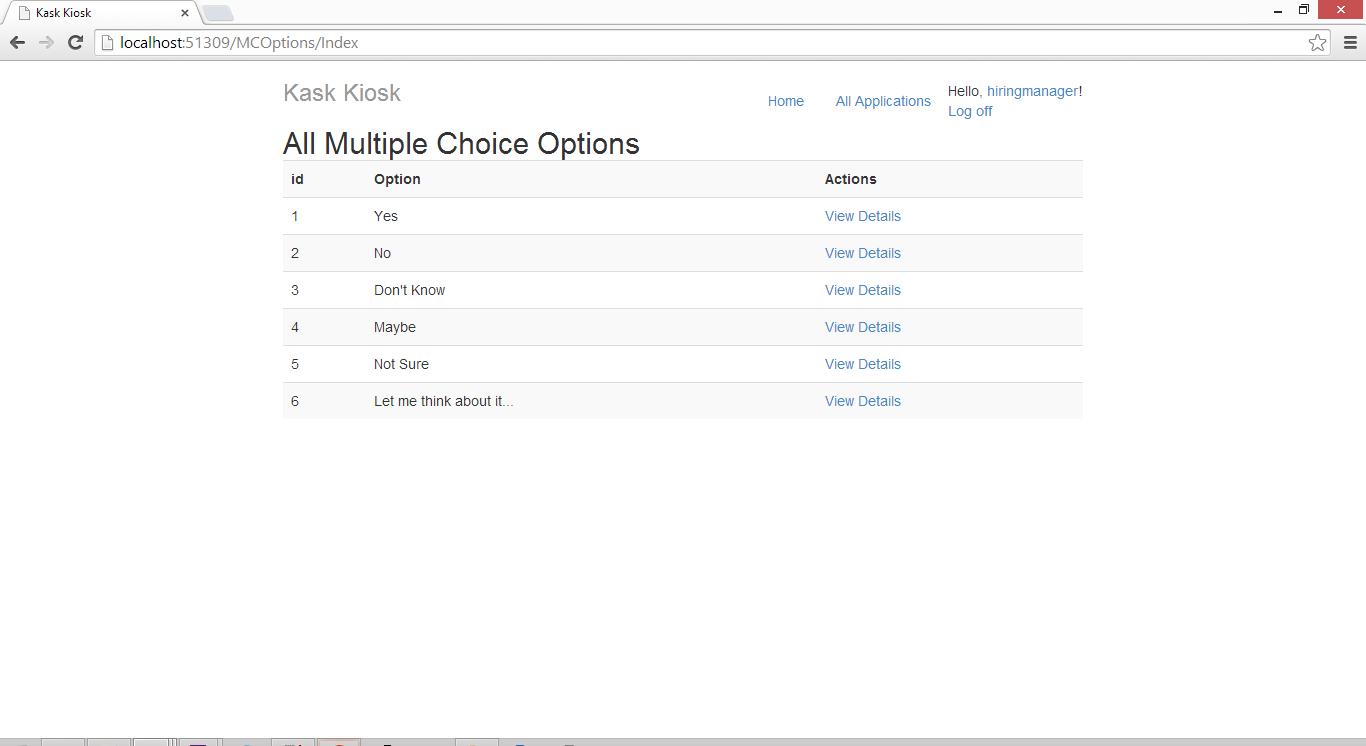 Kask Kiosk
localhost:51309/MCOptions/Index
Kask Kiosk
Home
All Applications
Hello, hiringmanager!
Log off
All Multiple Choice Options
id Option Actions
1 Yes View Details
2 No View Details
3 Don't Know View Details
4 Maybe View Details
5 Not Sure View Details
6 Let me think about it... View Details